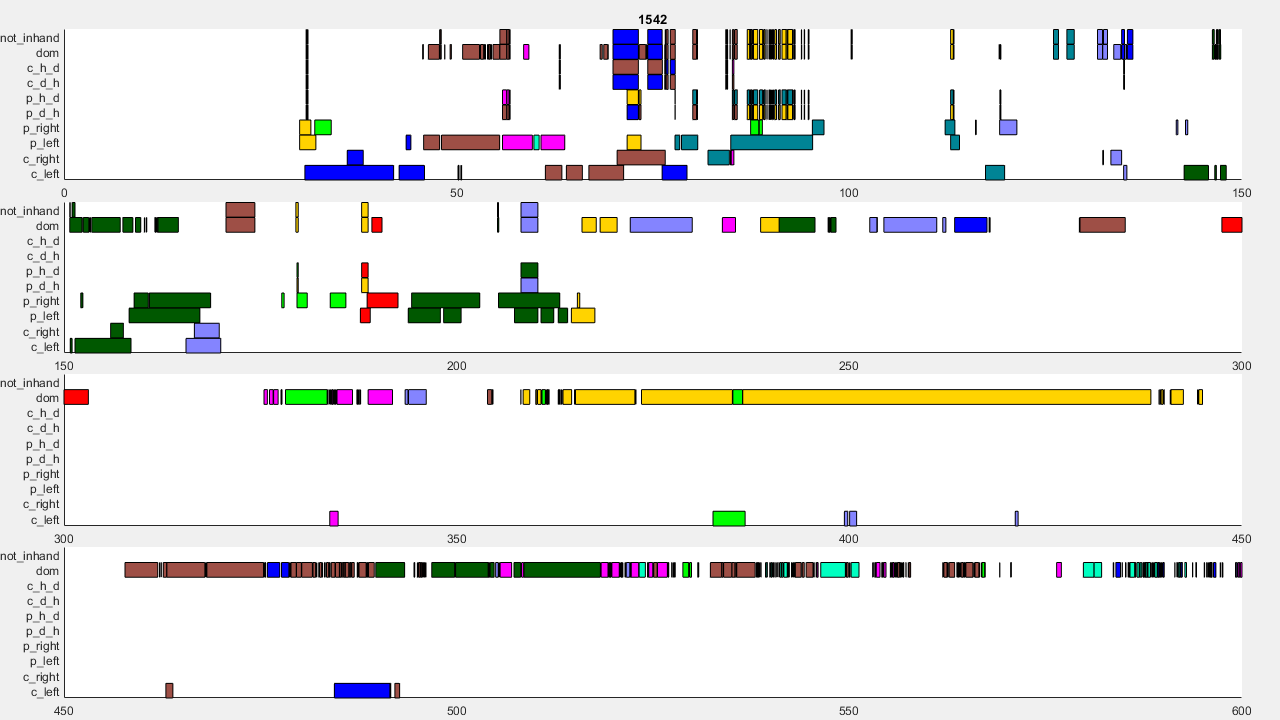 1542
not_inhand
dom
c_h_d
c_d_h
p_h_d
p_d_h
p_right
p_left
c_right
c_left
0 50 100 150
not_inhand
dom
c_h_d
c_d_h
p_h_d
p_d_h
p_right
p_left
c_right
c_left
150 200 250 300
not_inhand
dom
c_h_d
c_d_h
p_h_d
p_d_h
p_right
p_left
c_right
c_left
300 350 400 450
not_inhand
dom
c_h_d
c_d_h
p_h_d
p_d_h
p_right
p_left
c_right
c_left
450 500 550 600